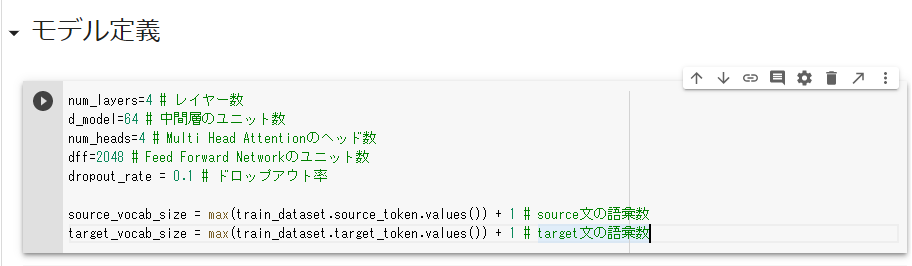 モデル定義
num_layers=4 # レイヤー数
d_model=64 # 中間層のユニット数
num_heads=4 # Multi Head Attentionのヘッド数
dff=2048 # Feed Forward Networkのユニット数
dropout_rate = 0.1 # ドロップアウト率
source_vocab_size = max(train_dataset.source_token.values()) + 1 # source文の語彙数
target_vocab_size = max(train_dataset.target_token.values()) + 1 # target文の語彙数